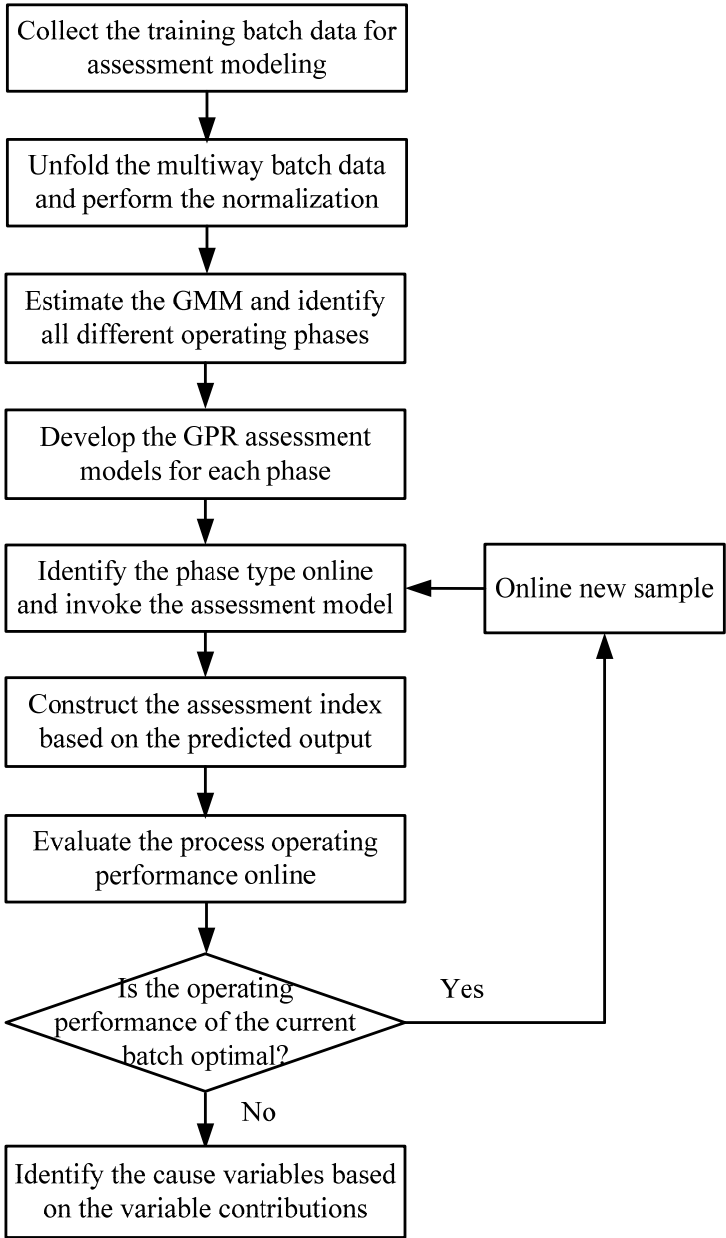 Collect the training batch data for
assessment modeling
Unfold the multiway batch data
and perform the normalization
Estimate the GMM and identify
all different operating phases
Develop the GPR assessment
models for each phase
Identify the phase type online
and invoke the assessment model
Online new sample
Construct the assessment index
based on the predicted output
Evaluate the process operating
performance online
Is the operating
performance of the current
batch optimal?
Yes
No
Identify the cause variables based
on the variable contributions